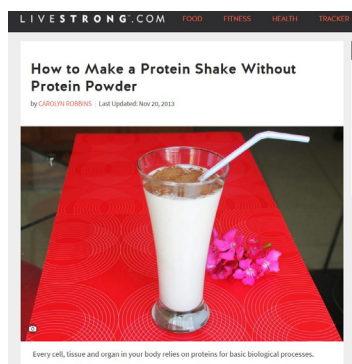 LIVESTRONG.COM FOOD FITNESS HEALTH TRACKER
How to Make a Protein Shake Without
Protein Powder
by CAROLYN ROBBINS | Last Updated: Nov 20, 2013
Every cell, tissue and organ in your body relies on proteins for basic biological processes.